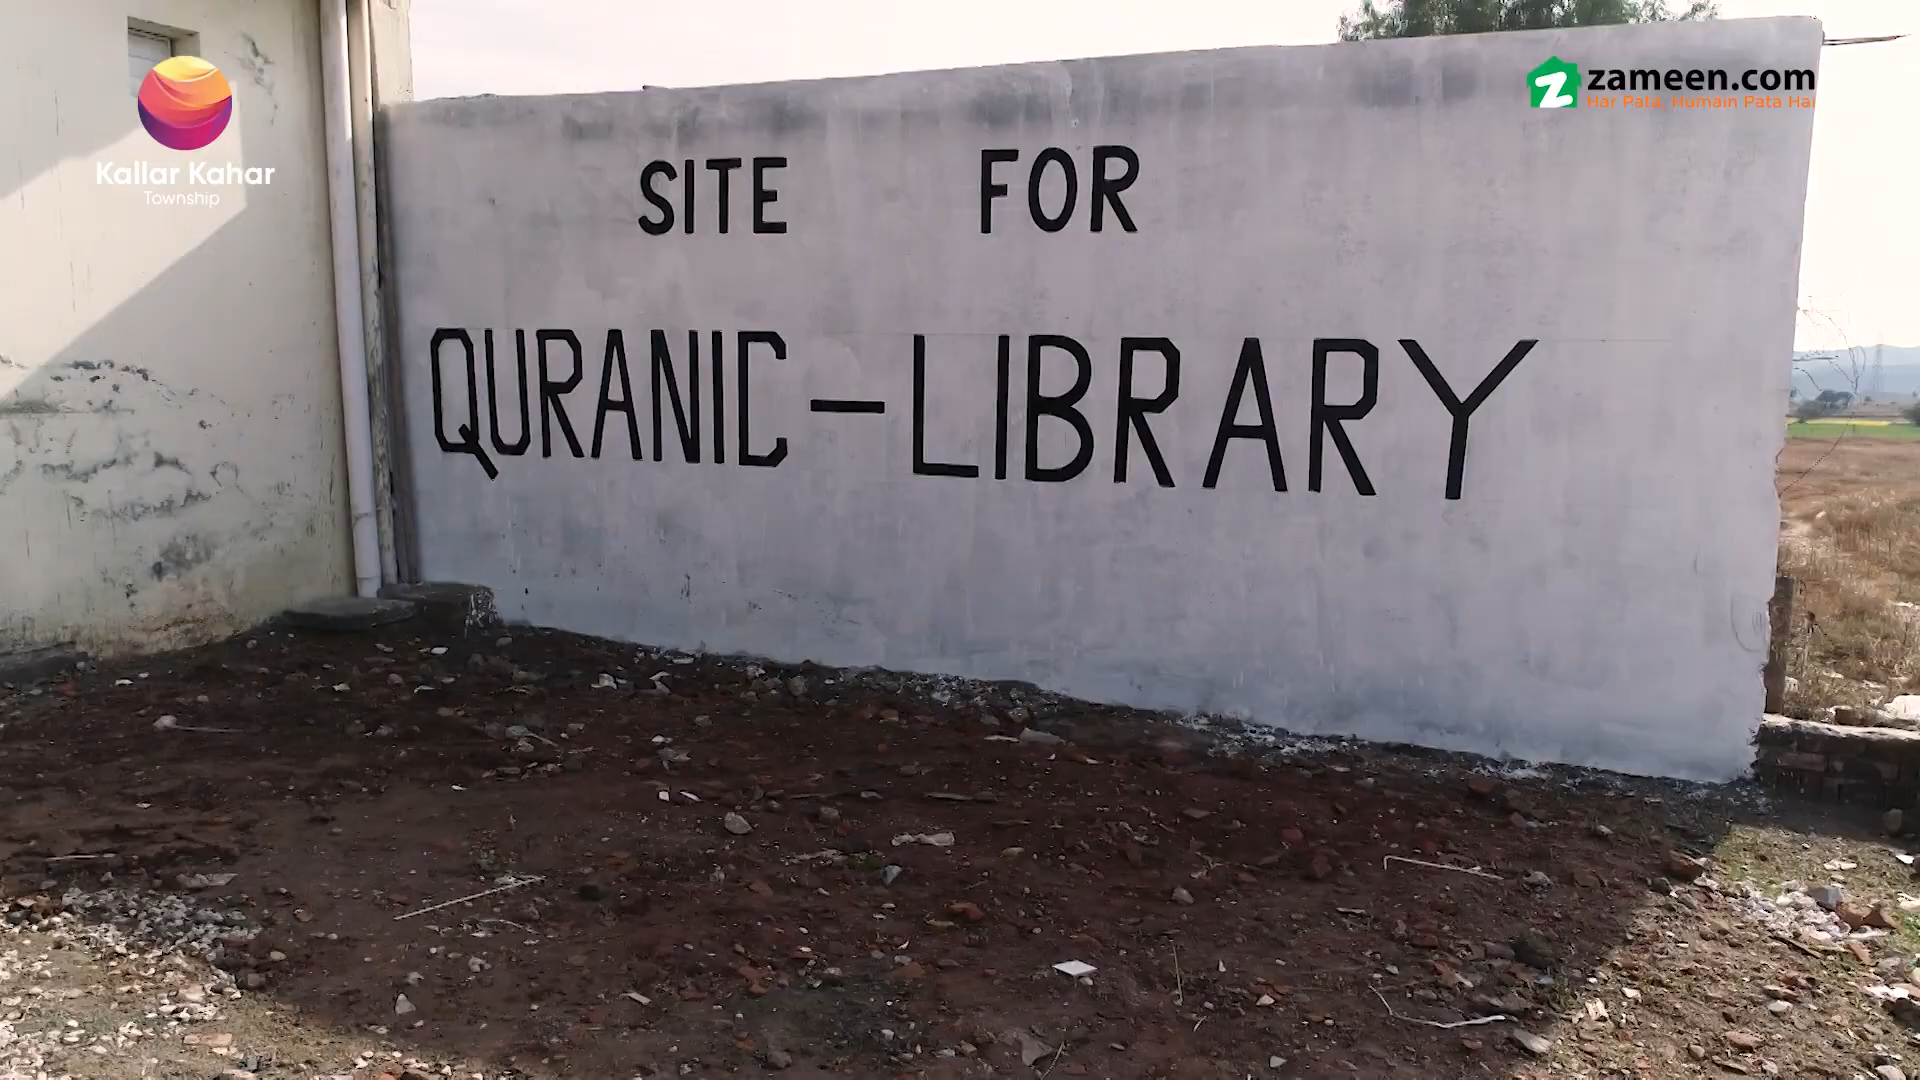 Kallar Kahar
Township
zameen.com
Har Pata, Humain Pata Hai
SITE FOR
QURANIC-LIBRARY